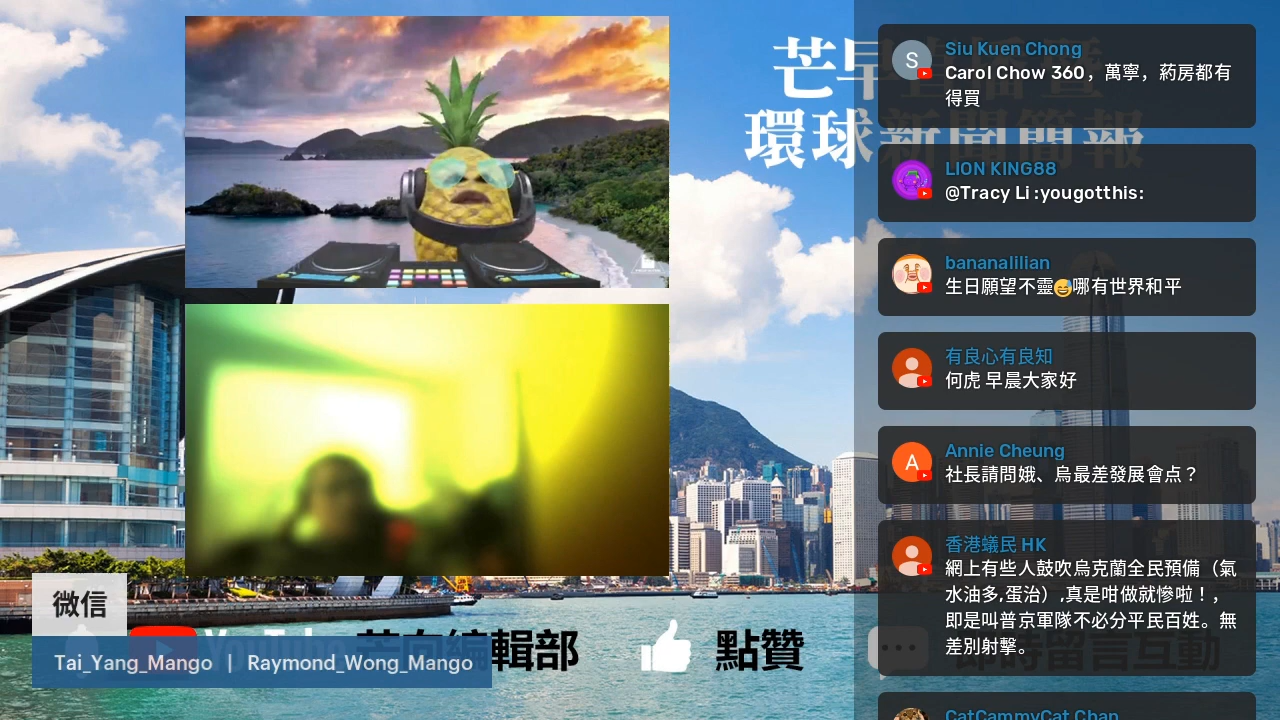 環球新聞簡報
Siu Kuen Chong
Carol Chow 360，萬寧，葯房都有
得買
LION KING88
@Tracy Li :yougotthis:
bananalilian
生日願望不靈😅哪有世界和平
有良心有良知
何虎 早晨大家好
Annie Cheung
社長請問娥、烏最差發展會点？
香港蟻民 HK
網上有些人鼓吹烏克蘭全民預備（氣
水油多.蛋治）,真是咁做就慘啦！，
即是叫普京軍隊不必分平民百姓。無
差別射擊。
CatCammyCat Chan
微信
Tai_Yang_Mango | Raymond_Wong_Mango
YouTube
編輯部
點贊
即時留言互動